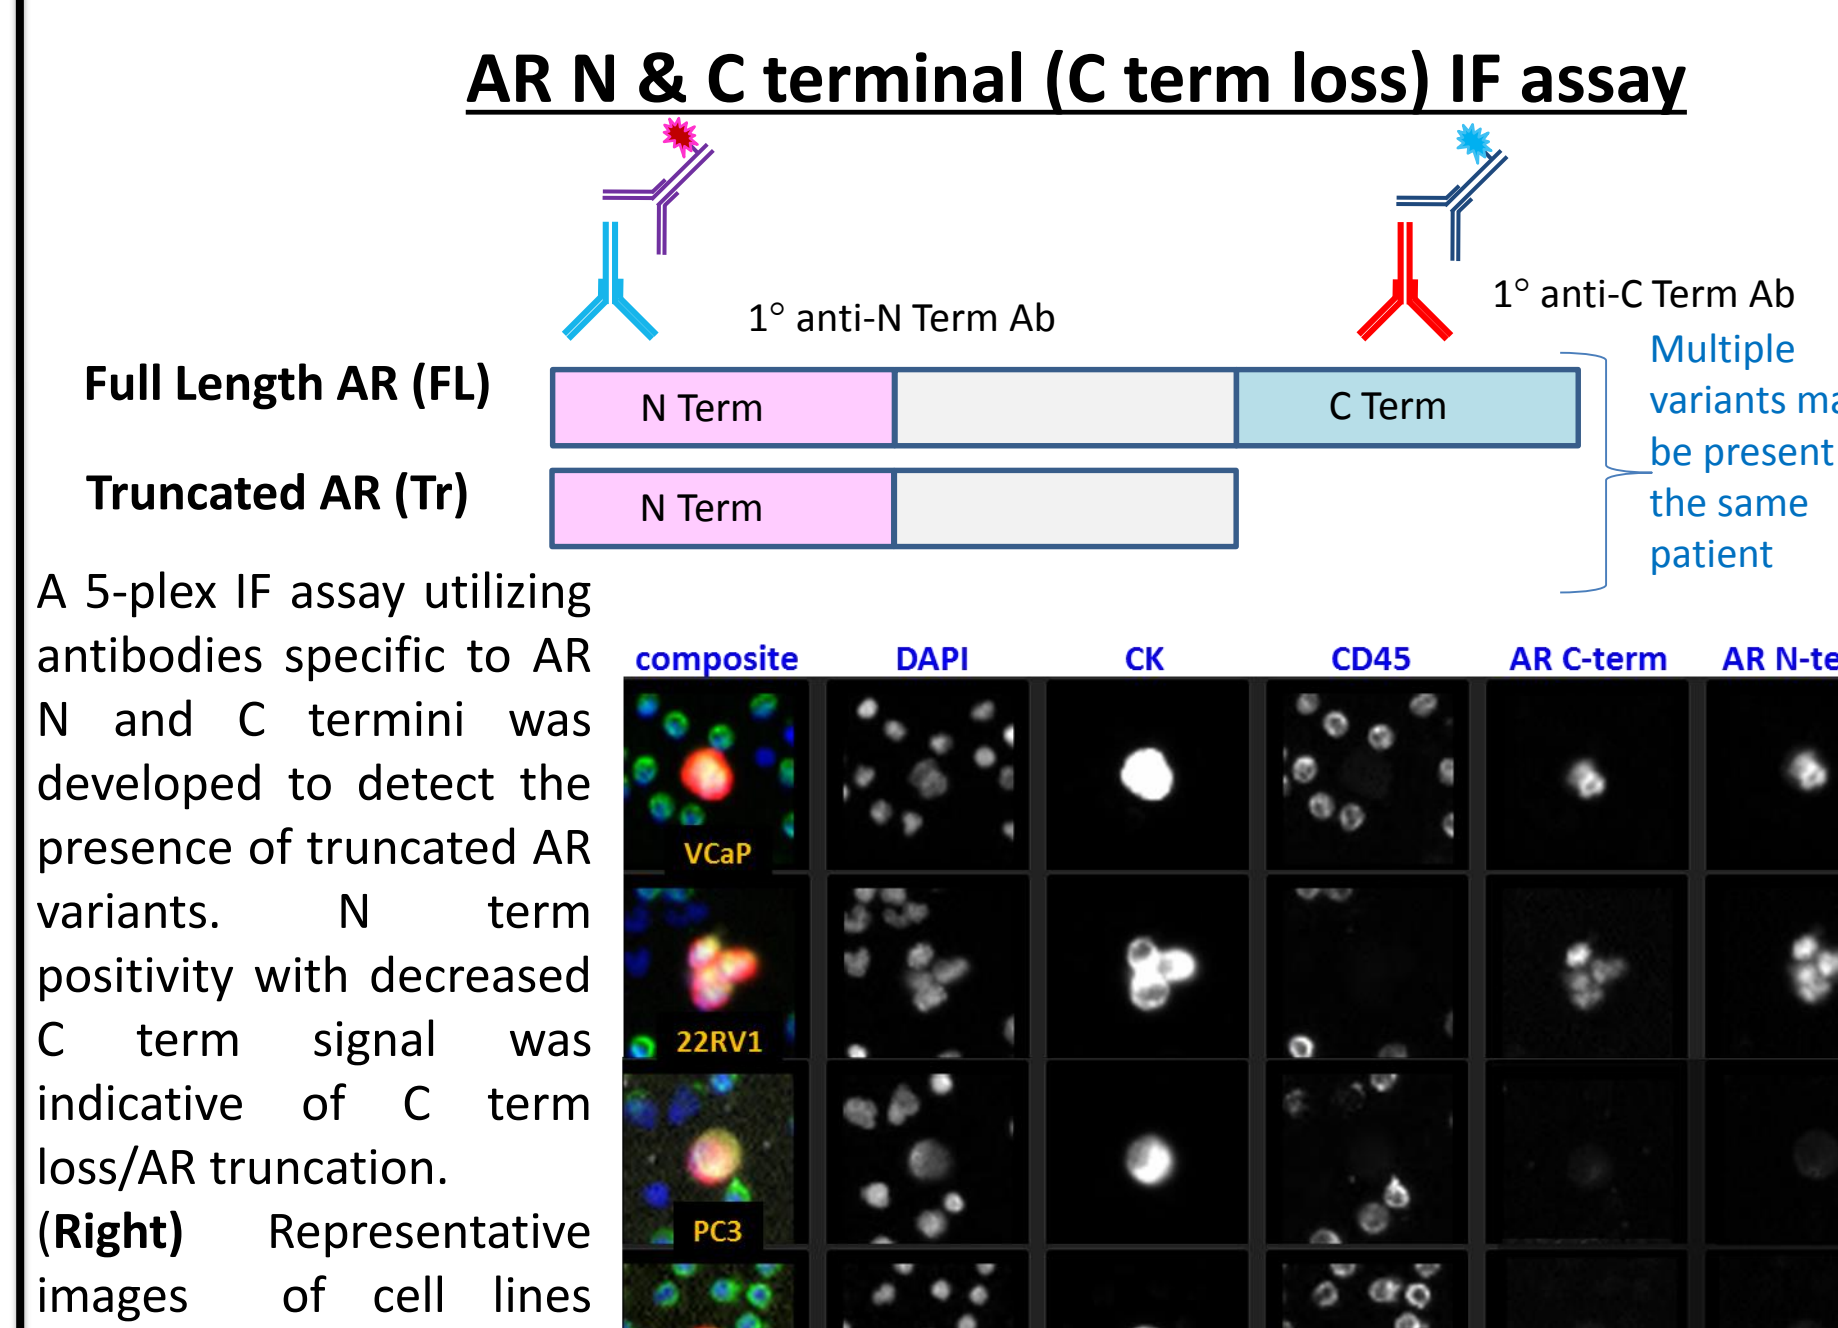 AR N & C terminal (C term loss) IF assay
1° anti-N Term Ab
1° anti-C Term Ab
Full Length AR (FL)
N Term
C Term
Truncated AR (Tr)
N Term
Multiple
variants
be present
the same
patient
A 5-plex IF assay utilizing
antibodies specific to AR
N and C termini was
developed to detect the
presence of truncated AR
variants. N term
positivity with decreased
C term signal was
indicative of C term
loss/AR truncation.
(Right) Representative
images of cell lines
composite DAPI CK CD45 AR C-term AR
VCaP
22RV1
PC3